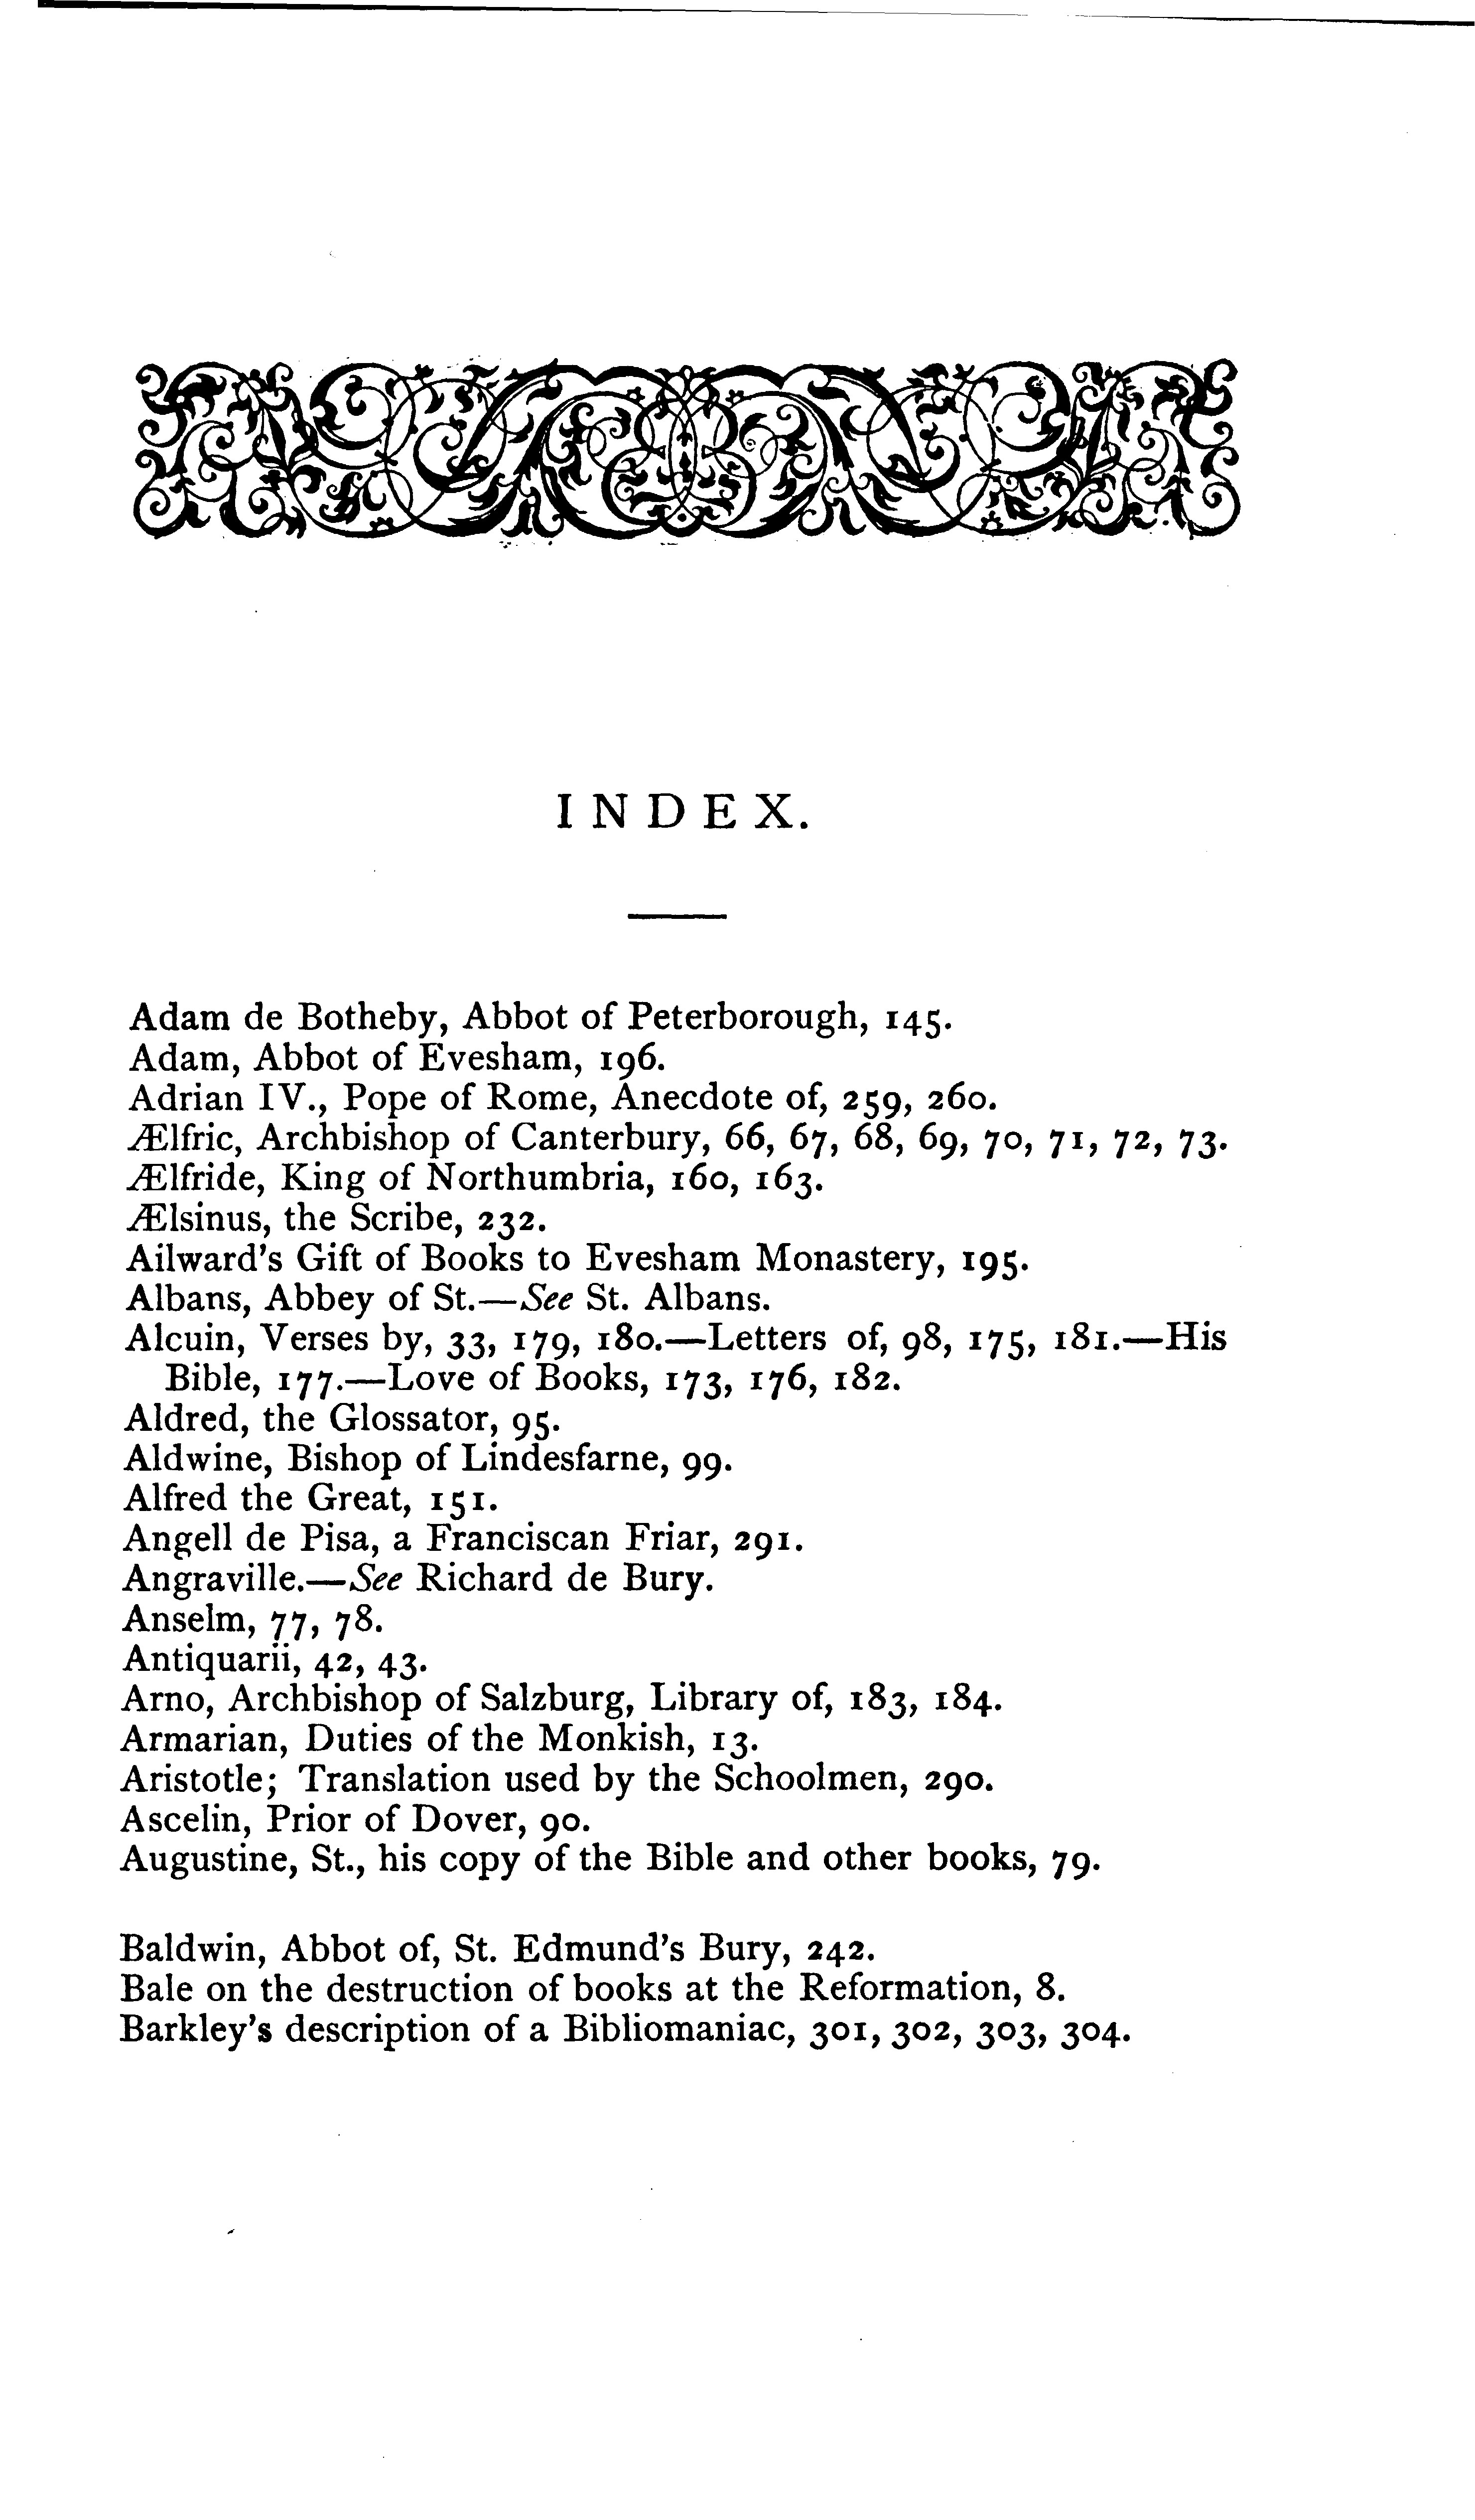 INDEX.
Adam de Botheby, Abbot of Peterborough, 145.
Adam, Abbot of Evesham, 196.
Adrian IV., Pope of Rome, Anecdote of, 259, 260.
Ælfric, Archbishop of Canterbury, 66, 67, 68, 69, 70, 71, 72, 73.
Ælfride, King of Northumbria, 160, 163.
Ælsinus, the Scribe, 232.
Ailward's Gift of Books to Evesham Monastery, 195.
Albans, Abbey of St.—See St. Albans.
Alcuin, Verses by, 33, 179, 180.—Letters of, 98, 175, 181.—His
Bible, 177.—Love of Books, 173, 176, 182.
Aldred, the Glossator, 95.
Aldwine, Bishop of Lindesfarne, 99.
Alfred the Great, 151.
Angell de Pisa, a Franciscan Friar, 291.
Angraville.—See Richard de Bury.
Anselm, 77, 78.
Antiquarii, 42, 43.
Arno, Archbishop of Salzburg, Library of, 183, 184.
Armarian, Duties of the Monkish, 13.
Aristotle; Translation used by the Schoolmen, 290.
Ascelin, Prior of Dover, 90.
Augustine, St., his copy of the Bible and other books, 79.
Baldwin, Abbot of, St. Edmund's Bury, 242.
Bale on the destruction of books at the Reformation, 8.
Barkley's description of a Bibliomaniac, 301, 302, 303, 304.